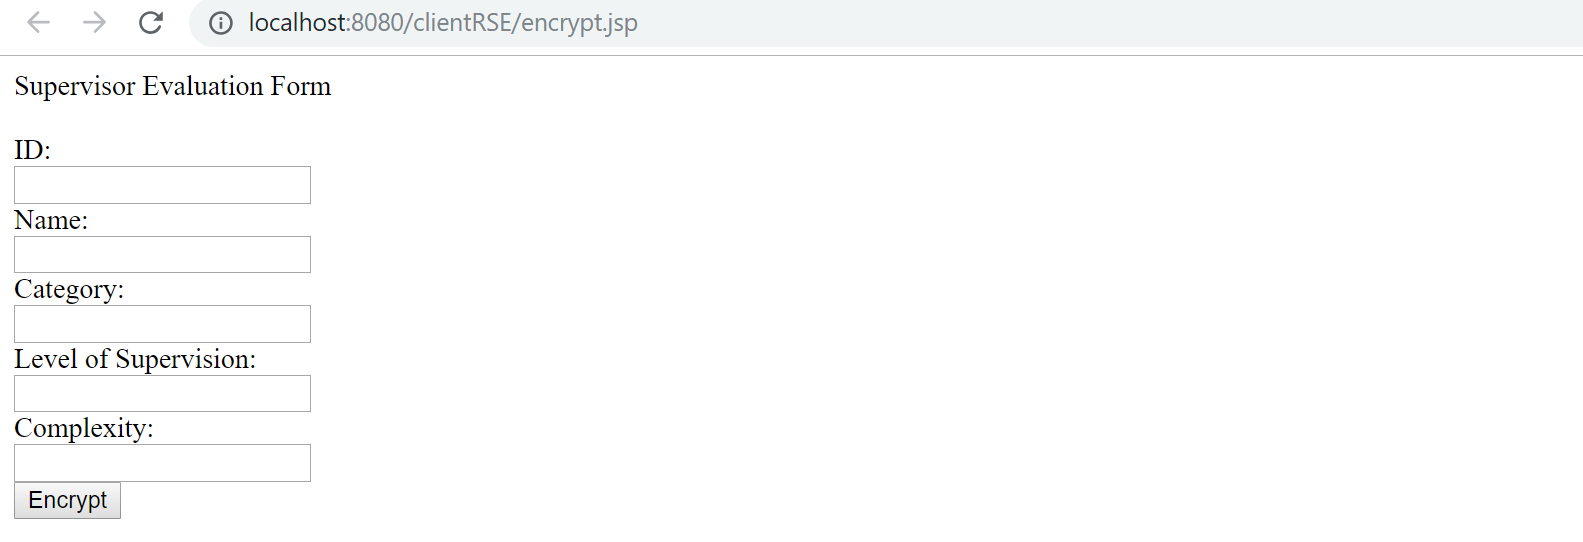 localhost:8080/clientRSE/encrypt.jsp
Supervisor Evaluation Form
ID:
Name:
Category:
Level of Supervision:
Complexity:
Encrypt